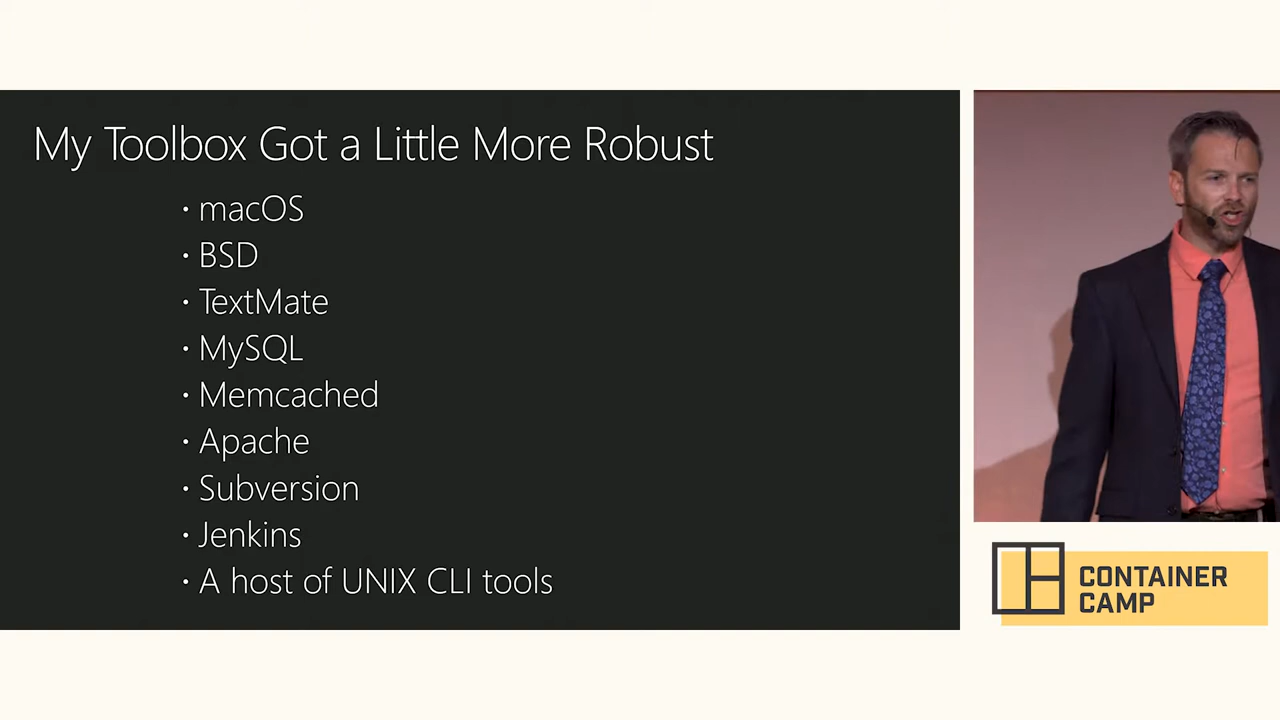 My Toolbox Got a Little More Robust
· macOS
· BSD
· TextMate
· MySQL
· Memcached
· Apache
· Subversion
· Jenkins
· A host of UNIX CLI tools
CONTAINER
CAMP